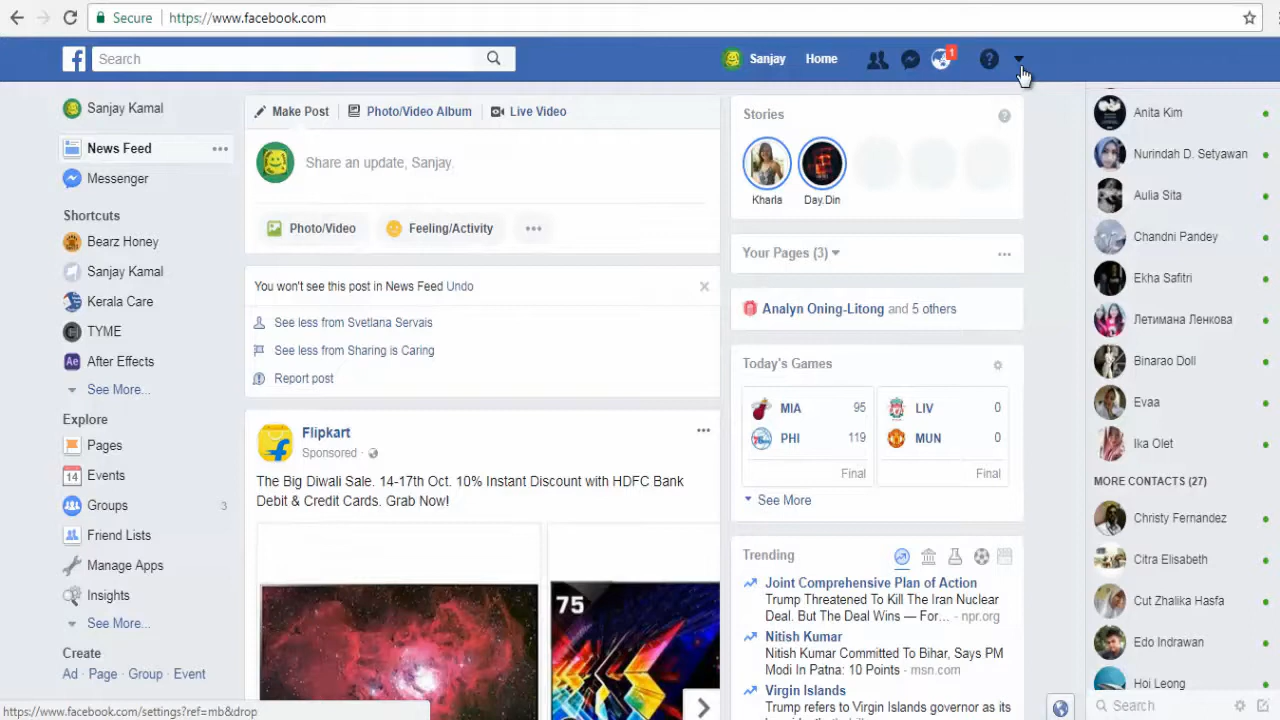 Secure
https://www.facebook.com
Search
Sanjay
Home
1
Sanjay Kamal
News Feed
Messenger
Shortcuts
Bearz Honey
Sanjay Kamal
Kerala Care
TYME
After Effects
See More...
Explore
Pages
14
Events
Groups
3
Friend Lists
Manage Apps
Insights
See More...
Create
Ad · Page · Group · Event
https://www.facebook.com/settings?ref=mb&drop
Make Post
Photo/Video Album
Live Video
Share an update, Sanjay.
Photo/Video
Feeling/Activity
You won't see this post in News Feed Undo
See less from Svetlana Servais
See less from Sharing is Caring
Report post
Flipkart
Sponsored ·
The Big Diwali Sale. 14-17th Oct. 10% Instant Discount with HDFC Bank
Debit & Credit Cards. Grab Now!
75
Stories
Kharla
Day.Din
Your Pages (3)
Analyn Oning-Litong and 5 others
Today's Games
MIA 95
PHI 119
Final
LIV 0
MUN 0
Final
See More
Trending
Joint Comprehensive Plan of Action
Trump Threatened To Kill The Iran Nuclear
Deal. But The Deal Wins — For... - npr.org
Nitish Kumar
Nitish Kumar Committed To Bihar, Says PM
Modi In Patna: 10 Points - msn.com
Virgin Islands
Trump refers to Virgin Islands governor as its
Anita Kim
Nurindah D. Setyawan
Aulia Sita
Chandni Pandey
Ekha Safitri
Летимана Ленкова
Binarao Doll
Evaa
Ika Olet
MORE CONTACTS (27)
Christy Fernandez
Citra Elisabeth
Cut Zhalika Hasfa
Edo Indrawan
Hoi Leong
Search